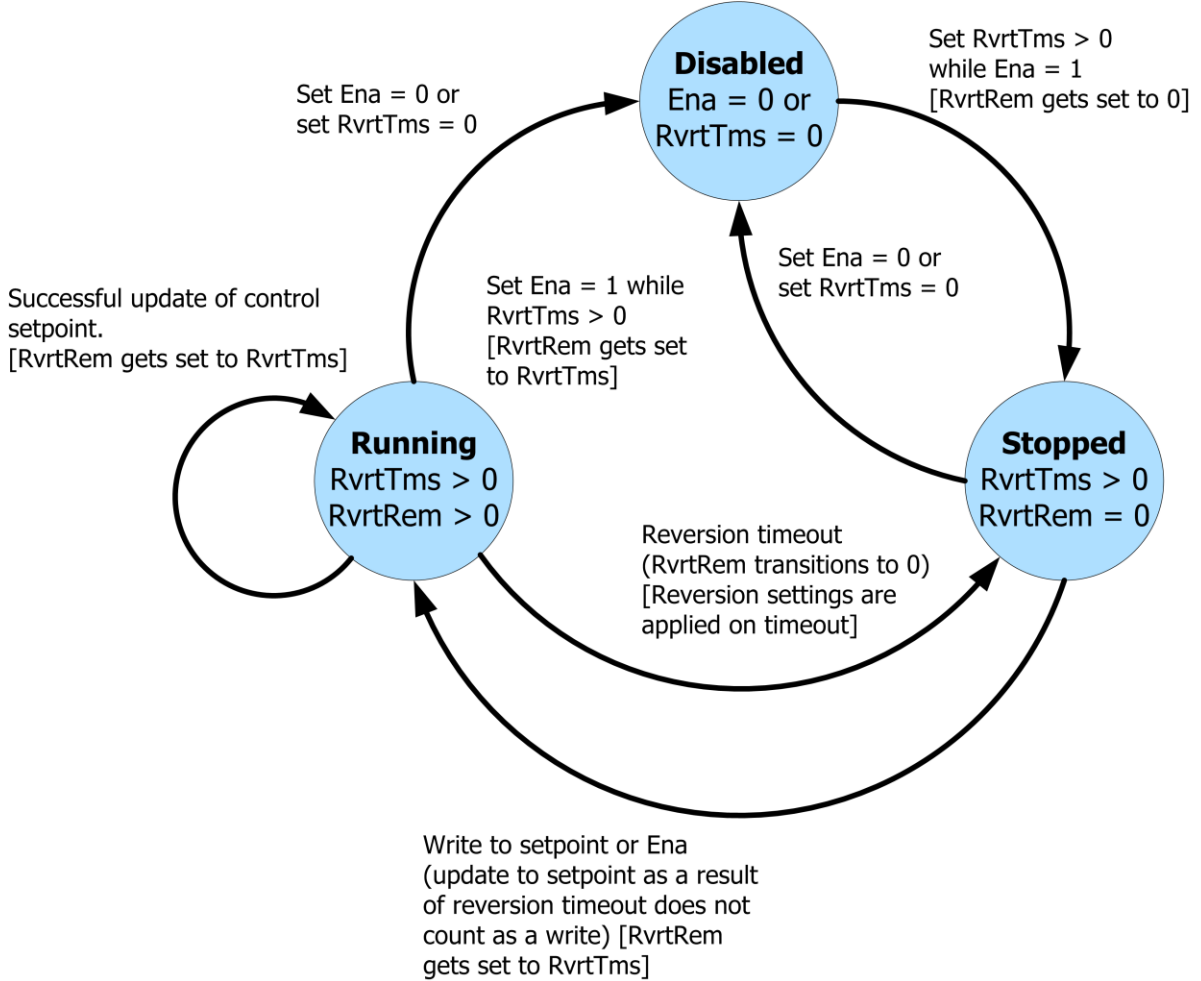 Set RvrtTms > 0
while Ena = 1
[RvrtRem gets set to 0]
Disabled
Ena = 0 or
RvrtTms = 0
Set Ena = 0 or
set RvrtTms = 0
Set Ena = 0 or
set RvrtTms = 0
Set Ena = 1 while
RvrtTms > 0
[RvrtRem gets set
to RvrtTms]
Successful update of control
setpoint.
[RvrtRem gets set to RvrtTms]
Running
RvrtTms > 0
RvrtRem > 0
Stopped
RvrtTms > 0
RvrtRem = 0
Reversion timeout
(RvrtRem transitions to 0)
[Reversion settings are
applied on timeout]
Write to setpoint or Ena
(update to setpoint as a result
of reversion timeout does not
count as a write) [RvrtRem
gets set to RvrtTms]